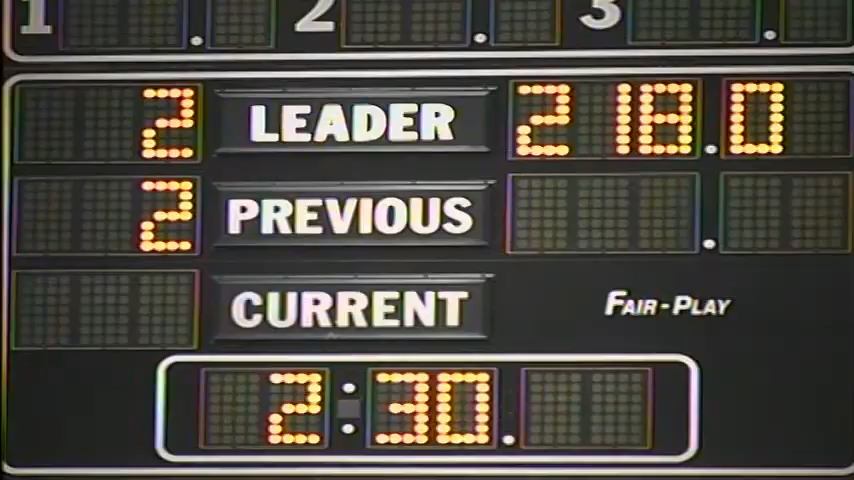 1 2 3
2 LEADER 218.0
2 PREVIOUS .
CURRENT FAIR-PLAY
2:30.